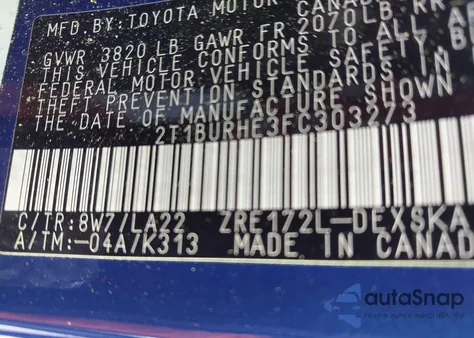 MFD.BY:TOYOTA MOTOR CANADA
GVWR 3820 LB GAWR FR 2070LB RR
THIS VEHICLE CONFORMS TO ALL
FEDERAL MOTOR VEHICLE SAFETY, B
THEFT PREVENTION STANDARDS
THE DATE OF MANUFACTURE
2T1BURHE3FC303273
C/TR:8W7/LA22 ZRE172L-DEXSKA
A/TM:-04A/K313 MADE IN CANAD
autoSnap